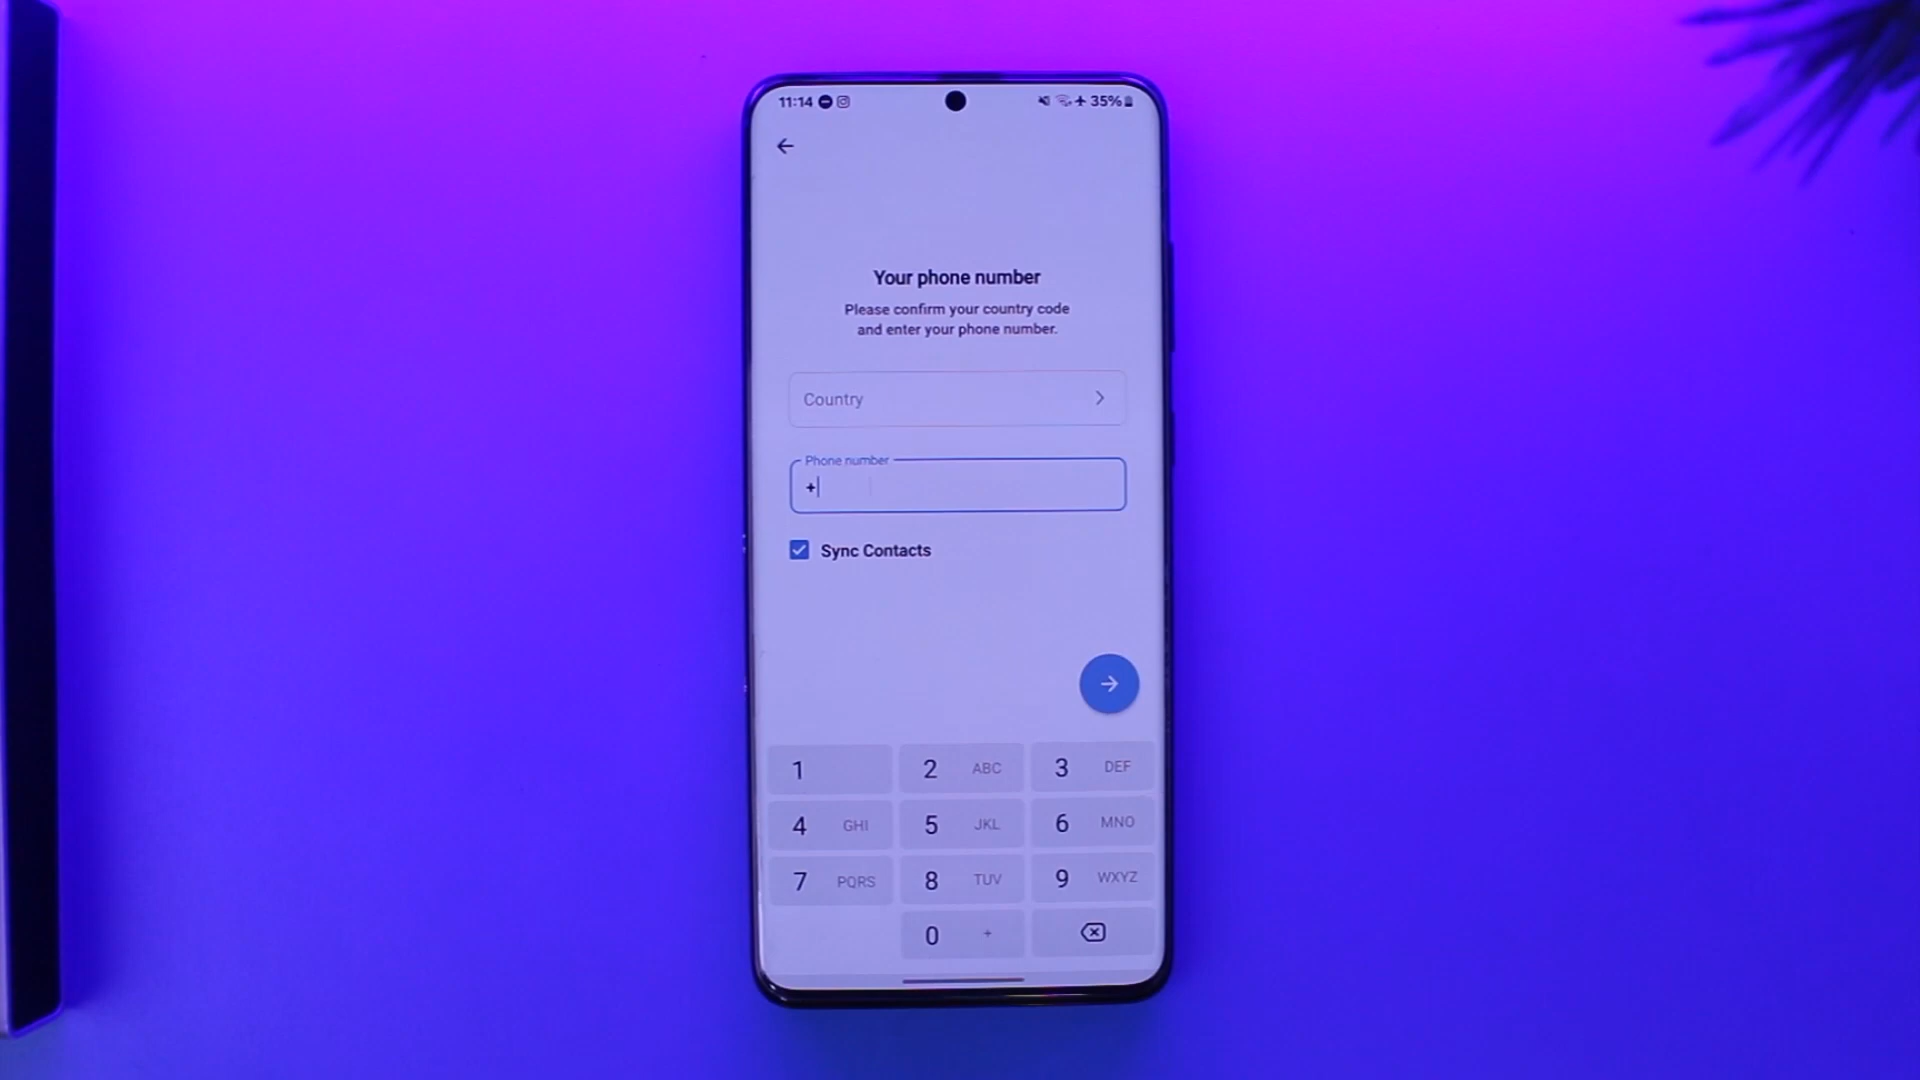 11:14 35%
Your phone number
Please confirm your country code
and enter your phone number.
Country
Phone number
+
Sync Contacts
1 2 ABC 3 DEF
4 GHI 5 JKL 6 MNO
7 PQRS 8 TUV 9 WXYZ
0 +